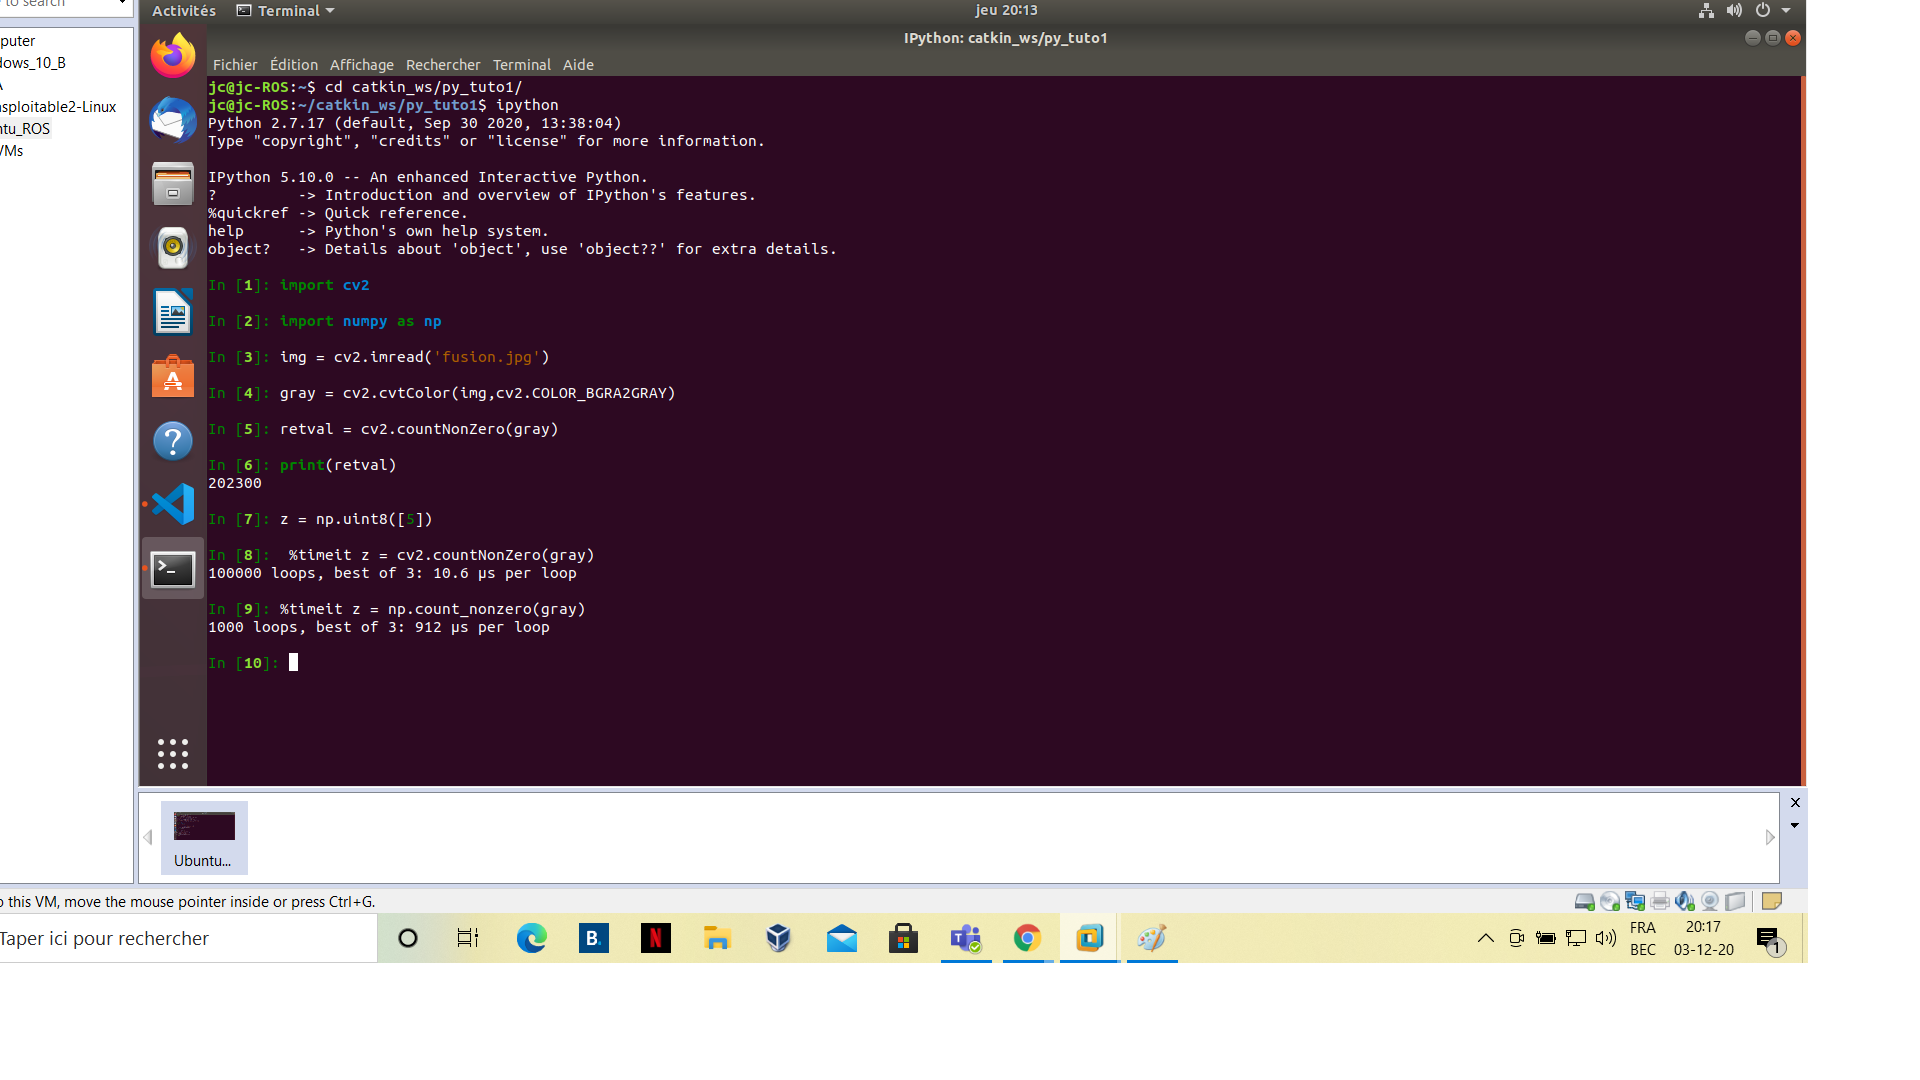 to search
puter
dows_10_B
A
sploitable2-Linux
ntu_ROS
VMs
Activités
Terminal
jeu 20:13
IPython: catkin_ws/py_tuto1
Fichier Édition Affichage Rechercher Terminal Aide
jc@jc-ROS:~$ cd catkin_ws/py_tuto1/
jc@jc-ROS:~/catkin_ws/py_tuto1$ ipython
Python 2.7.17 (default, Sep 30 2020, 13:38:04)
Type "copyright", "credits" or "license" for more information.
IPython 5.10.0 -- An enhanced Interactive Python.
? -> Introduction and overview of IPython's features.
%quickref -> Quick reference.
help -> Python's own help system.
object? -> Details about 'object', use 'object??' for extra details.
In [1]: import cv2
In [2]: import numpy as np
In [3]: img = cv2.imread('fusion.jpg')
In [4]: gray = cv2.cvtColor(img,cv2.COLOR_BGRA2GRAY)
In [5]: retval = cv2.countNonZero(gray)
In [6]: print(retval)
202300
In [7]: z = np.uint8([5])
In [8]:  %timeit z = cv2.countNonZero(gray)
100000 loops, best of 3: 10.6 µs per loop
In [9]: %timeit z = np.count_nonzero(gray)
1000 loops, best of 3: 912 µs per loop
In [10]:
Ubuntu...
o this VM, move the mouse pointer inside or press Ctrl+G.
Taper ici pour rechercher
B.
N
FRA
BEC
20:17
03-12-20
1